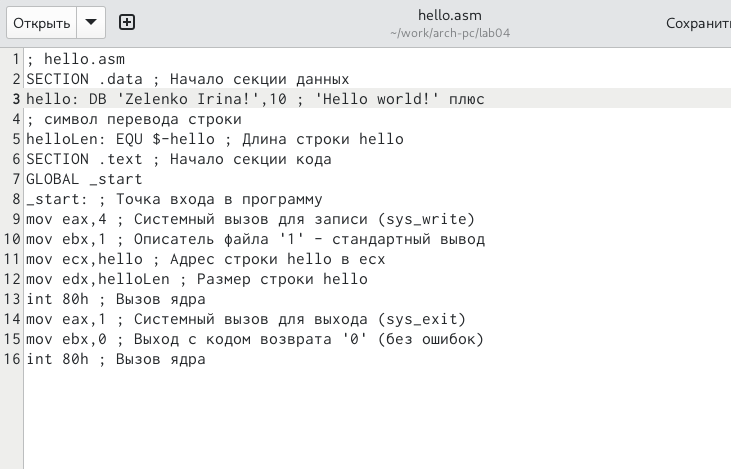 Открыть
hello.asm
~/work/arch-pc/lab04
Сохранить
1 ; hello.asm
2 SECTION .data ; Начало секции данных
3 hello: DB 'Zelenko Irina!',10 ; 'Hello world!' плюс
4 ; символ перевода строки
5 helloLen: EQU $-hello ; Длина строки hello
6 SECTION .text ; Начало секции кода
7 GLOBAL _start
8 _start: ; Точка входа в программу
9 mov eax,4 ; Системный вызов для записи (sys_write)
10 mov ebx,1 ; Описатель файла '1' - стандартный вывод
11 mov ecx,hello ; Адрес строки hello в ecx
12 mov edx,helloLen ; Размер строки hello
13 int 80h ; Вызов ядра
14 mov eax,1 ; Системный вызов для выхода (sys_exit)
15 mov ebx,0 ; Выход с кодом возврата '0' (без ошибок)
16 int 80h ; Вызов ядра